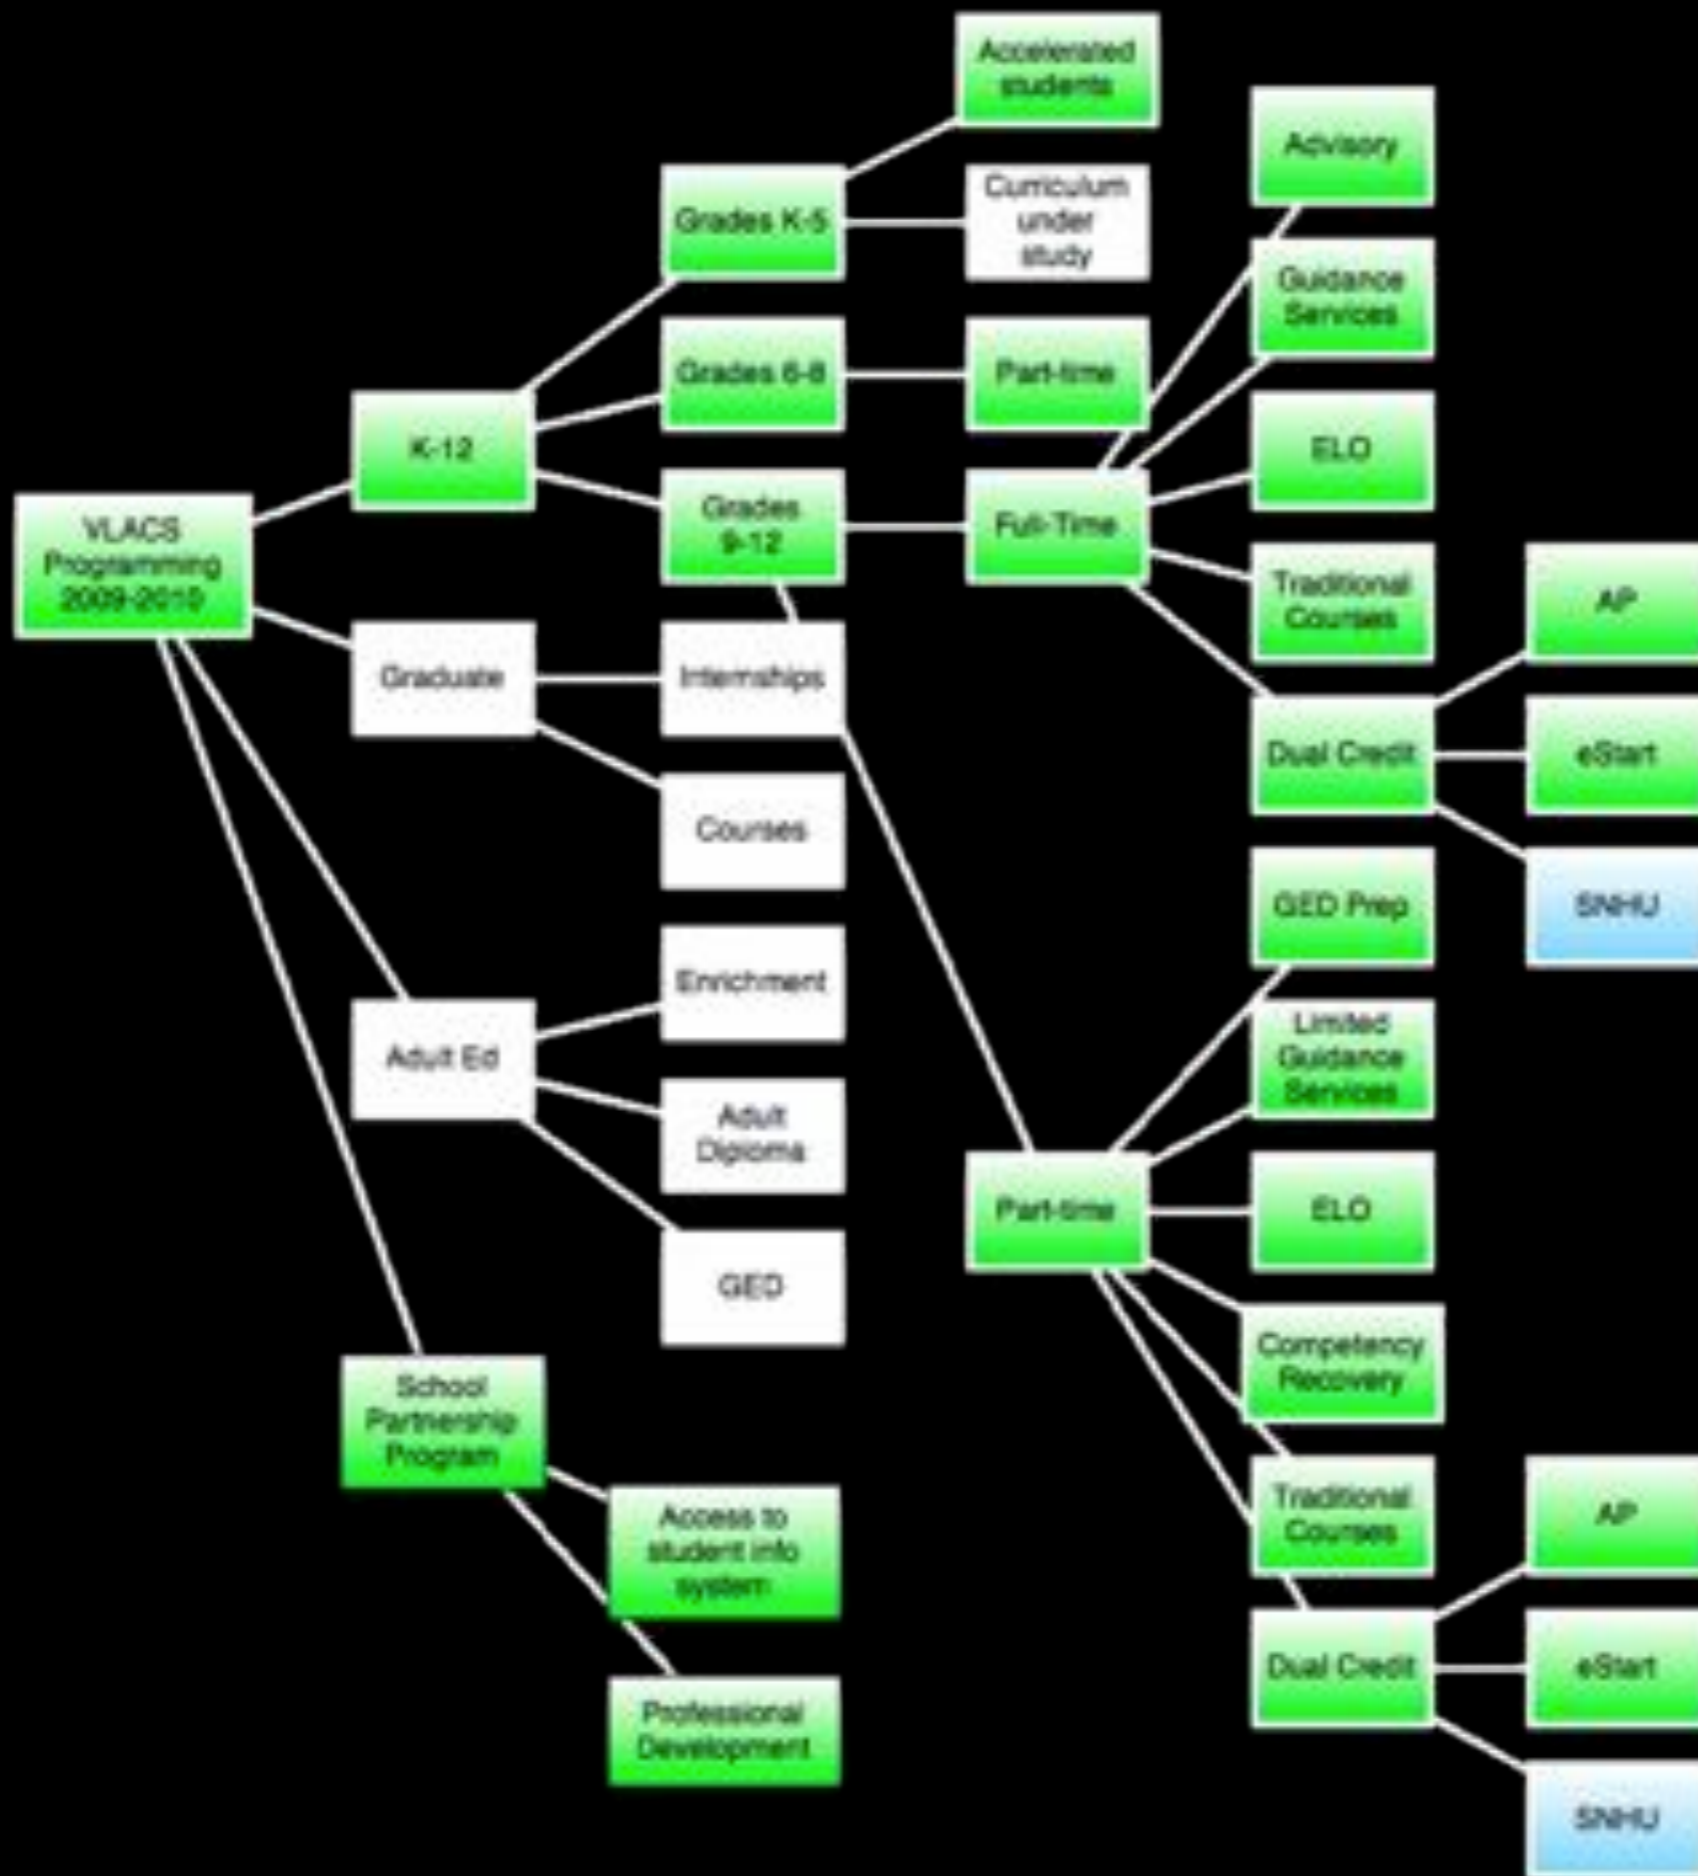 Accelerated
students
Advisory
Grades K-5
Curriculum
under
study
Guidance
Services
Grades 6-8
Part-time
K-12
ELO
VLACS
Programming
2009-2010
Grades
9-12
Full-Time
Traditional
Courses
AP
Graduate
Internships
Dual Credit
eStart
Courses
GED Prep
SNHU
Enrichment
Adult Ed
Limited
Guidance
Services
Adult
Diploma
Part-time
ELO
GED
School
Partnership
Program
Competency
Recovery
Access to
student info
system
Traditional
Courses
AP
Professional
Development
Dual Credit
eStart
SNHU